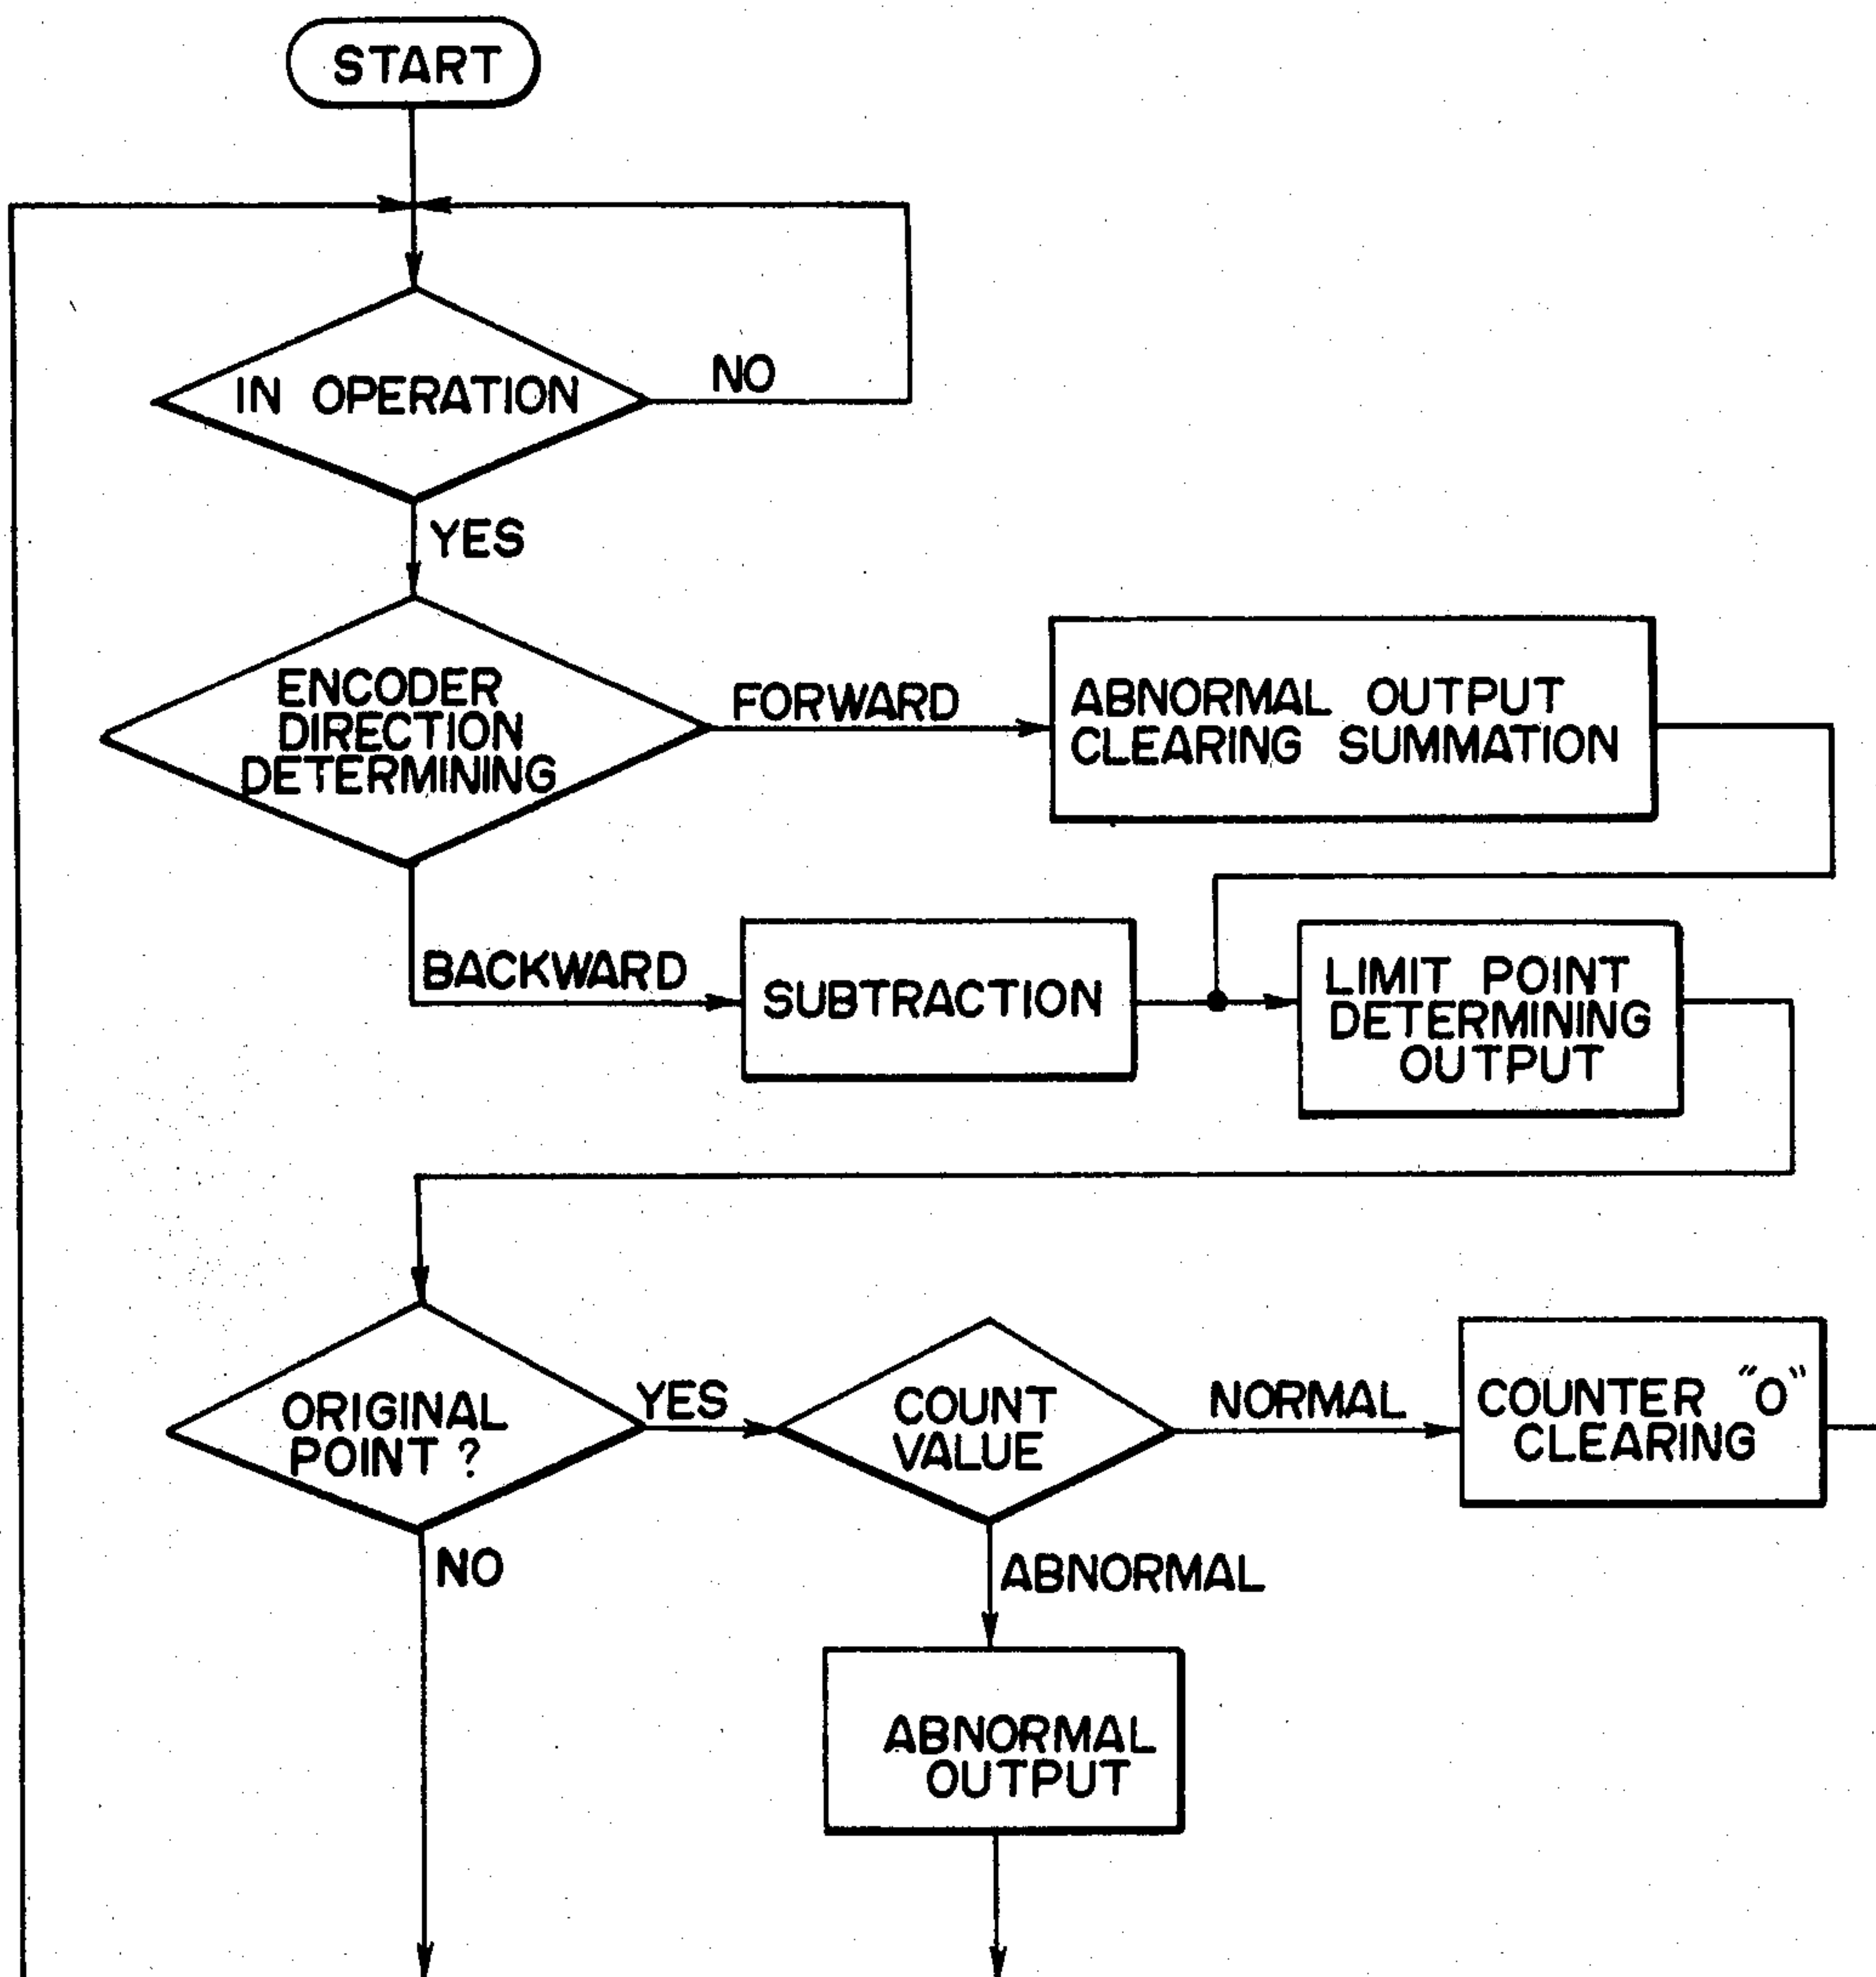 START
IN OPERATION
NO
YES
ENCODER
DIRECTION
DETERMINING
FORWARD
ABNORMAL OUTPUT
CLEARING SUMMATION
BACKWARD
SUBTRACTION
LIMIT POINT
DETERMINING
OUTPUT
ORIGINAL
POINT ?
YES
COUNT
VALUE
NORMAL
COUNTER “0”
CLEARING
NO
ABNORMAL
ABNORMAL
OUTPUT